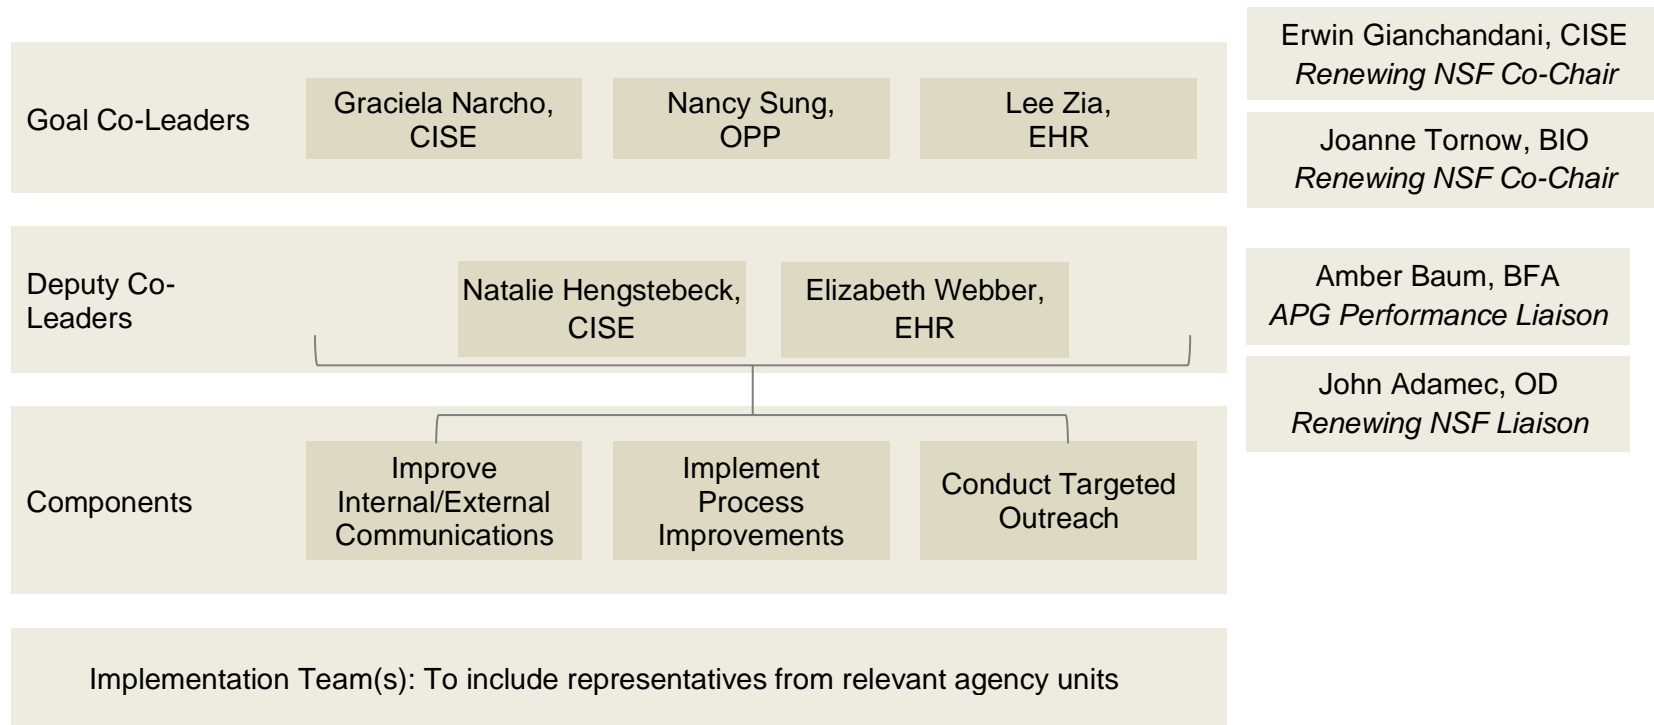 Goal Co-Leaders
Graciela Narcho,
CISE
Nancy Sung,
OPP
Lee Zia,
EHR
Erwin Gianchandani, CISE
Renewing NSF Co-Chair
Joanne Tornow, BIO
Renewing NSF Co-Chair
Deputy Co-
Leaders
Natalie Hengstebeck,
CISE
Elizabeth Webber,
EHR
Amber Baum, BFA
APG Performance Liaison
John Adamec, OD
Renewing NSF Liaison
Components
Improve
Internal/External
Communications
Implement
Process
Improvements
Conduct Targeted
Outreach
Implementation Team(s): To include representatives from relevant agency units